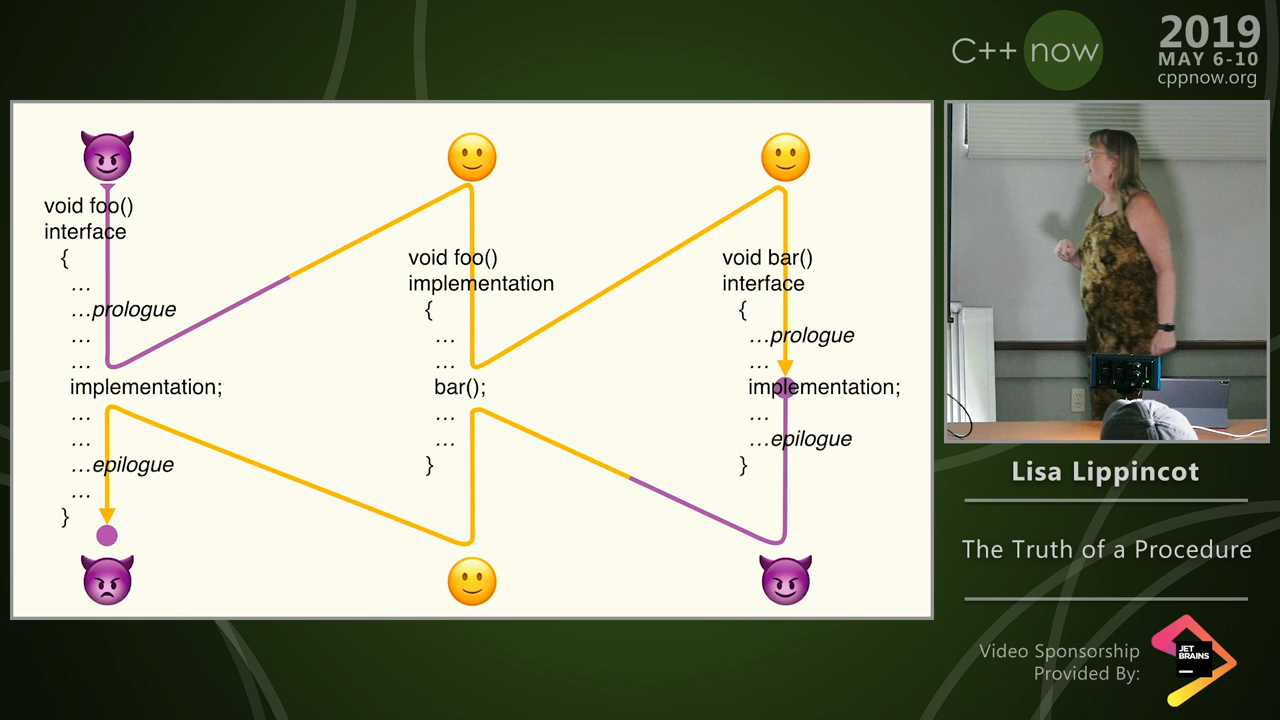 C++ now
2019
MAY 6-10
cppnow.org
void foo()
interface
{
...
...prologue
...
...
implementation;
...
...
...epilogue
...
}
void foo()
implementation
{
...
...
bar();
...
...
}
void bar()
interface
{
...prologue
...
implementation;
...
...epilogue
}
Lisa Lippincot
The Truth of a Procedure
Video Sponsorship
Provided By:
JET
BRAINS